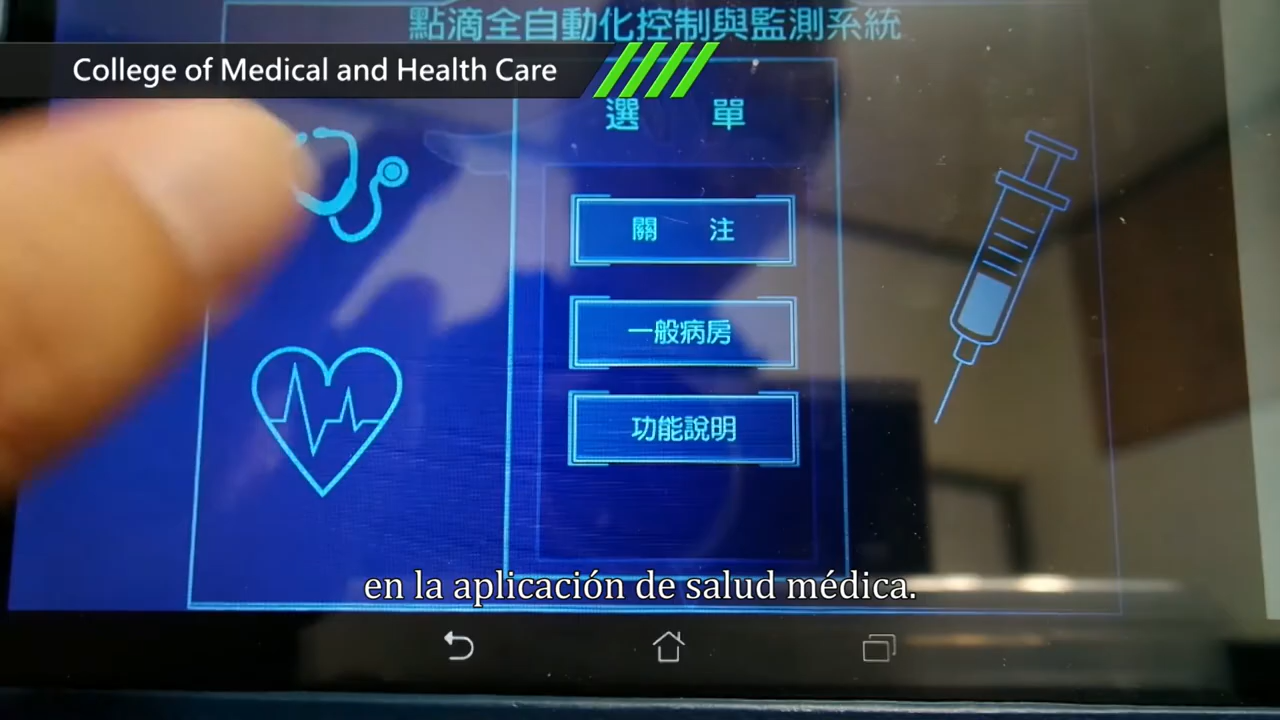 點滴全自動化控制與監測系統
College of Medical and Health Care
選 單
關 注
一般病房
功能說明
en la aplicación de salud médica.